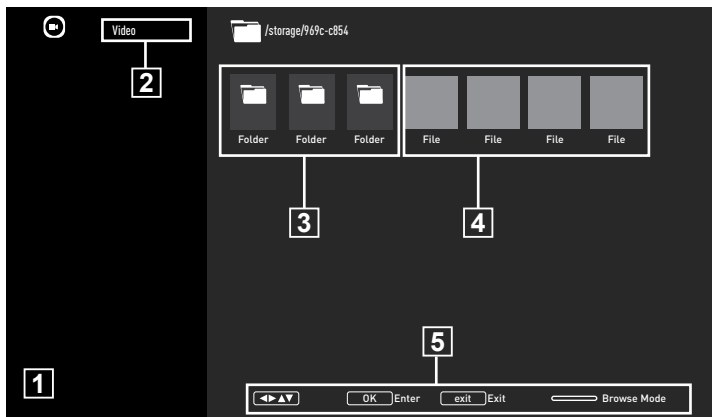 Video
/storage/969c-c854
2
Folder Folder Folder File File File File
3 4
5
1
◄►▲▼ OK Enter exit Exit Browse Mode